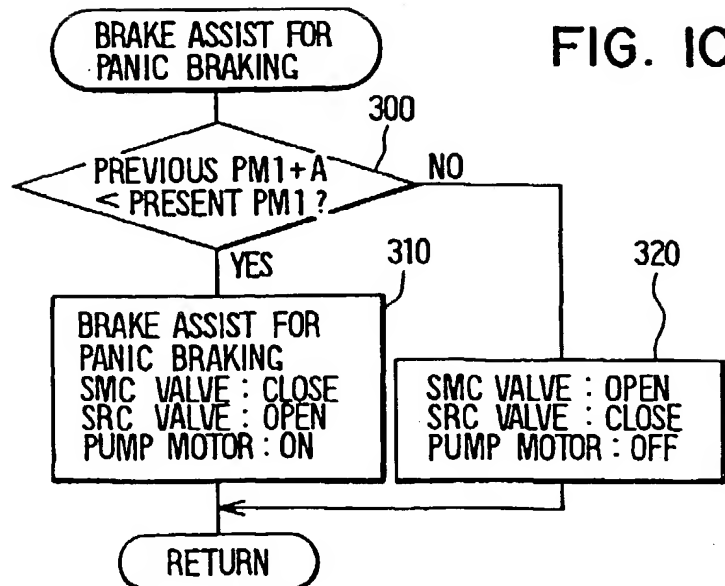 BRAKE ASSIST FOR
PANIC BRAKING
FIG. 10
300
PREVIOUS PM1+A
< PRESENT PM1?
NO
YES
310
320
BRAKE ASSIST FOR
PANIC BRAKING
SMC VALVE : CLOSE
SRC VALVE : OPEN
PUMP MOTOR : ON
SMC VALVE : OPEN
SRC VALVE : CLOSE
PUMP MOTOR : OFF
RETURN